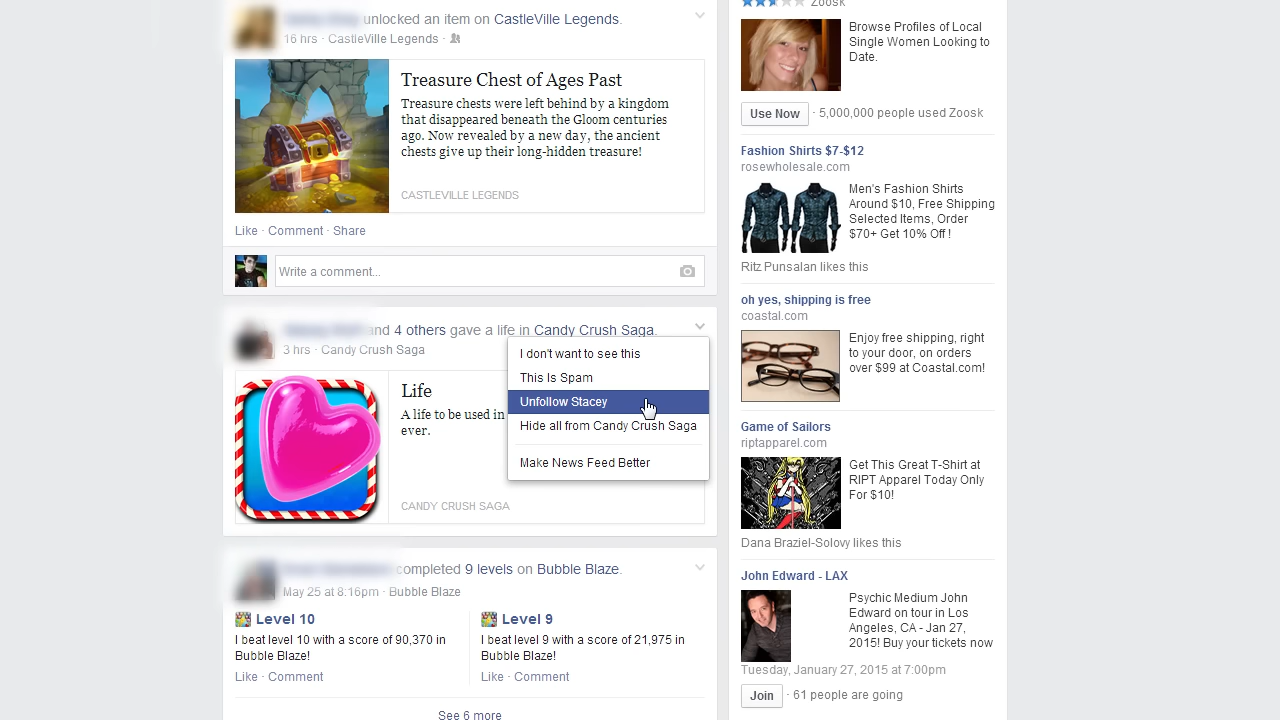 unlocked an item on CastleVille Legends.
16 hrs · CastleVille Legends ·
Treasure Chest of Ages Past
Treasure chests were left behind by a kingdom
that disappeared beneath the Gloom centuries
ago. Now revealed by a new day, the ancient
chests give up their long-hidden treasure!
CASTLEVILLE LEGENDS
Like · Comment · Share
Write a comment...
and 4 others gave a life in Candy Crush Saga.
3 hrs · Candy Crush Saga
I don't want to see this
This Is Spam
Unfollow Stacey
Hide all from Candy Crush Saga
Make News Feed Better
Life
A life to be used in
ever.
CANDY CRUSH SAGA
completed 9 levels on Bubble Blaze.
May 25 at 8:16pm · Bubble Blaze
Level 10
I beat level 10 with a score of 90,370 in
Bubble Blaze!
Like · Comment
Level 9
I beat level 9 with a score of 21,975 in
Bubble Blaze!
Like · Comment
See 6 more
Zoosk
Browse Profiles of Local
Single Women Looking to
Date.
Use Now · 5,000,000 people used Zoosk
Fashion Shirts $7-$12
rosewholesale.com
Men's Fashion Shirts
Around $10, Free Shipping
Selected Items, Order
$70+ Get 10% Off !
Ritz Punsalan likes this
oh yes, shipping is free
coastal.com
Enjoy free shipping, right
to your door, on orders
over $99 at Coastal.com!
Game of Sailors
riptapparel.com
Get This Great T-Shirt at
RIPT Apparel Today Only
For $10!
Dana Braziel-Solovy likes this
John Edward - LAX
Psychic Medium John
Edward on tour in Los
Angeles, CA - Jan 27,
2015! Buy your tickets now
Tuesday, January 27, 2015 at 7:00pm
Join · 61 people are going